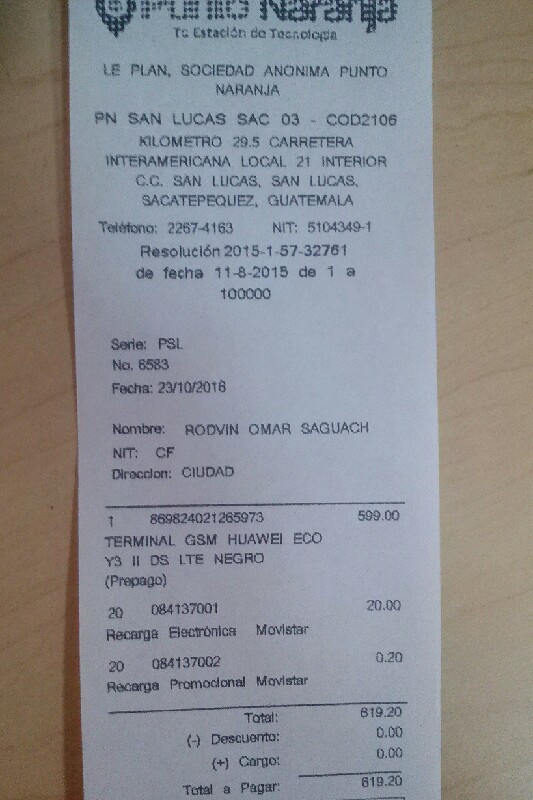 Punto Naranja
Tu Estación de Tecnología
LE PLAN, SOCIEDAD ANONIMA PUNTO
NARANJA
PN SAN LUCAS SAC 03 - COD2106
KILOMETRO 29.5 CARRETERA
INTERAMERICANA LOCAL 21 INTERIOR
C.C. SAN LUCAS, SAN LUCAS,
SACATEPEQUEZ, GUATEMALA
Teléfono: 2267-4163 NIT: 5104349-1
Resolución 2015-1-57-32761
de fecha 11-8-2015 de 1 a
100000
Serie: PSL
No. 6583
Fecha: 23/10/2016
Nombre: RODVIN OMAR SAGUACH
NIT: CF
Direccion: CIUDAD
1 869824021265973 599.00
TERMINAL GSM HUAWEI ECO
Y3 II DS LTE NEGRO
(Prepago)
20 084137001 20.00
Recarga Electrónica Movistar
20 084137002 0.20
Recarga Promocional Movistar
Total: 619.20
(-) Descuento: 0.00
(+) Cargo: 0.00
Total a Pagar: 619.20